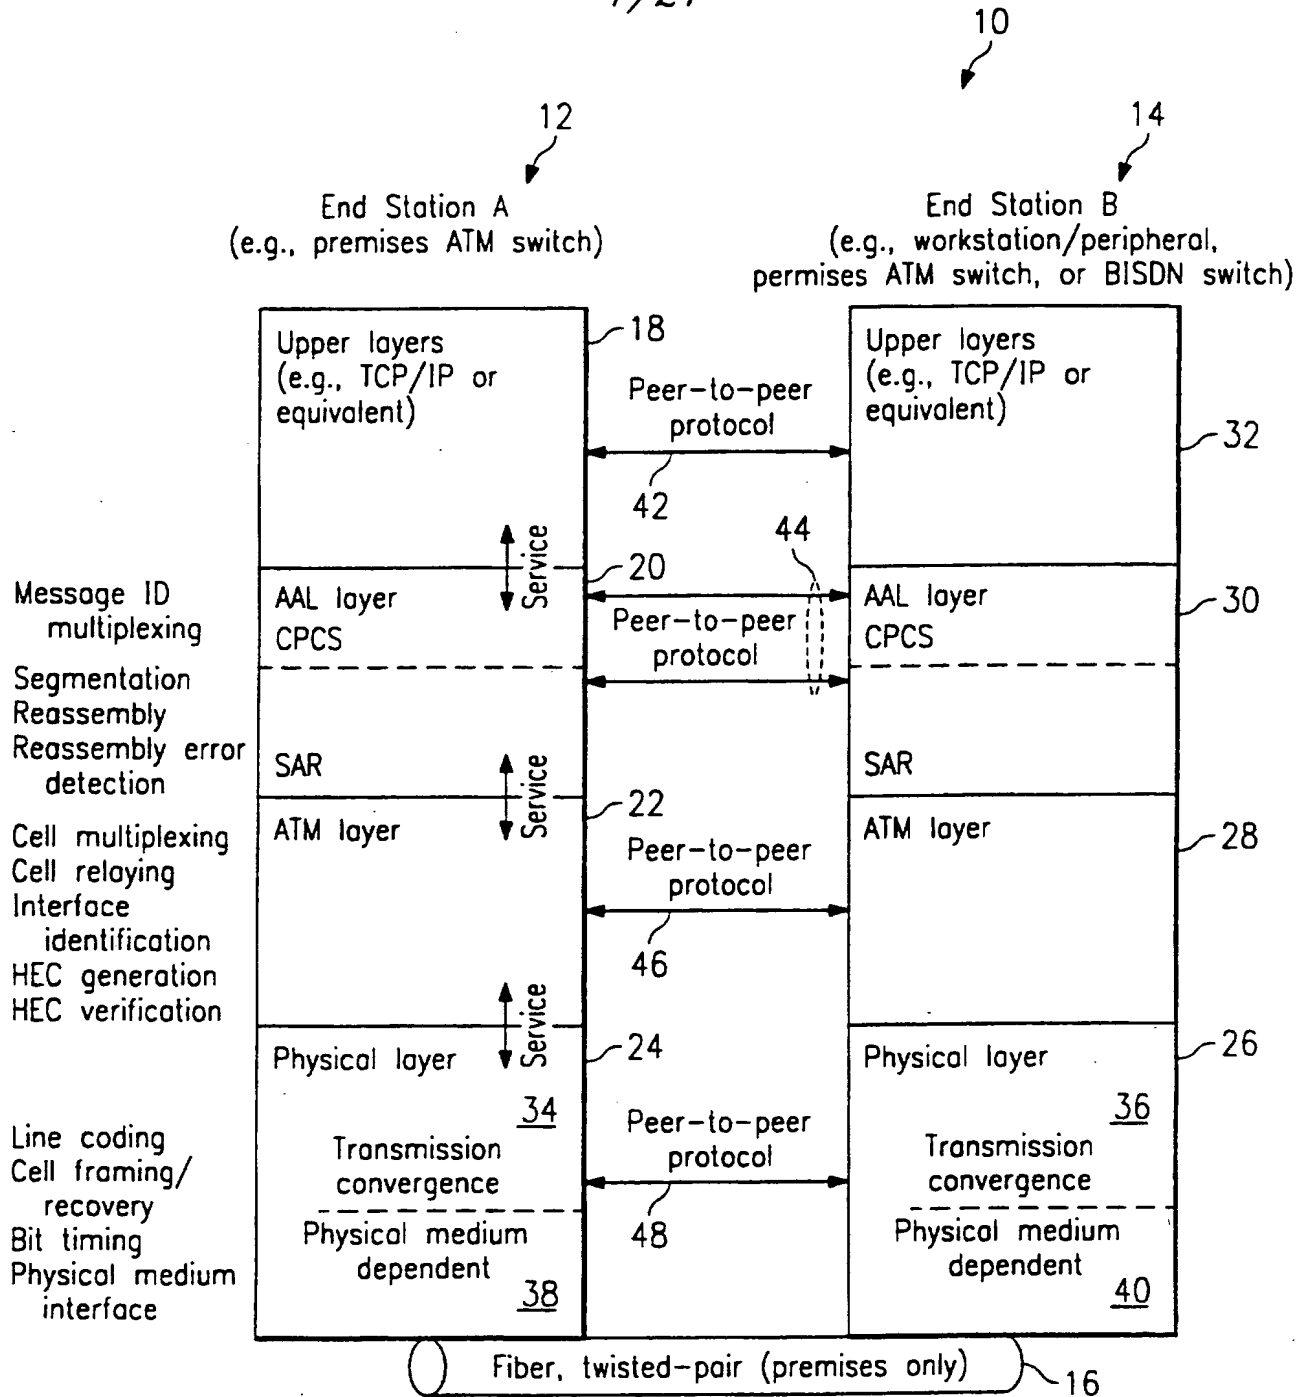 1/21
10
12
14
End Station A
(e.g., premises ATM switch)
End Station B
(e.g., workstation/peripheral,
permises ATM switch, or BISDN switch)
Upper layers
(e.g., TCP/IP or
equivalent)
18
Peer-to-peer
protocol
42
Upper layers
(e.g., TCP/IP or
equivalent)
32
44
Service
20
Message ID
multiplexing
AAL layer
CPCS
Peer-to-peer
protocol
AAL layer
CPCS
30
Segmentation
Reassembly
Reassembly error
detection
SAR
Service
SAR
22
Cell multiplexing
Cell relaying
Interface
identification
HEC generation
HEC verification
ATM layer
Peer-to-peer
protocol
46
ATM layer
28
Service
24
Physical layer
34
Physical layer
36
26
Line coding
Cell framing/
recovery
Bit timing
Physical medium
interface
Transmission
convergence
Peer-to-peer
protocol
48
Transmission
convergence
Physical medium
dependent
38
Physical medium
dependent
40
Fiber, twisted-pair (premises only)
16